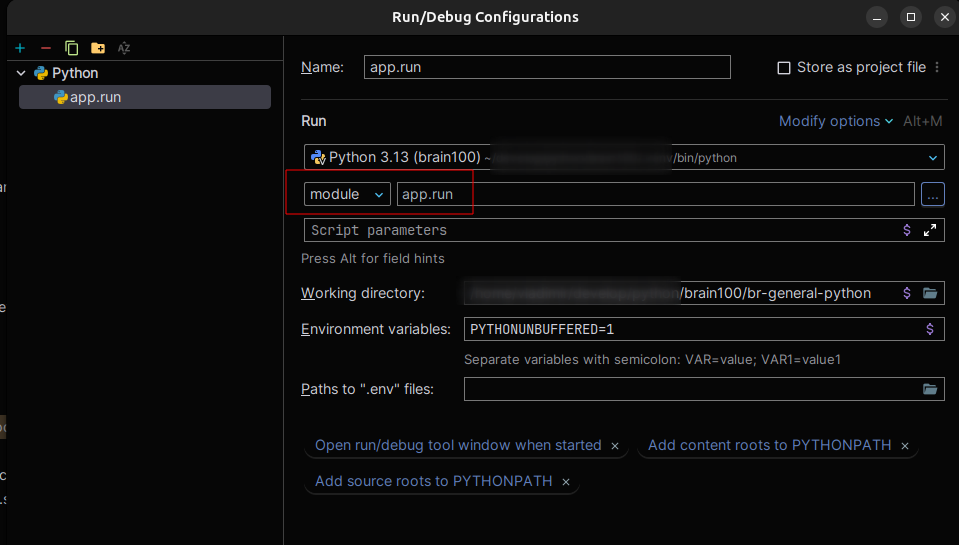 Run/Debug Configurations
Python
app.run
Name: app.run Store as project file
Run Modify options Alt+M
Python 3.13 (brain100) ~ /bin/python
module app.run ...
Script parameters $
Press Alt for field hints
Working directory: /brain100/br-general-python $
Environment variables: PYTHONUNBUFFERED=1 $
Separate variables with semicolon: VAR=value; VAR1=value1
Paths to ".env" files:
Open run/debug tool window when started × Add content roots to PYTHONPATH ×
Add source roots to PYTHONPATH ×